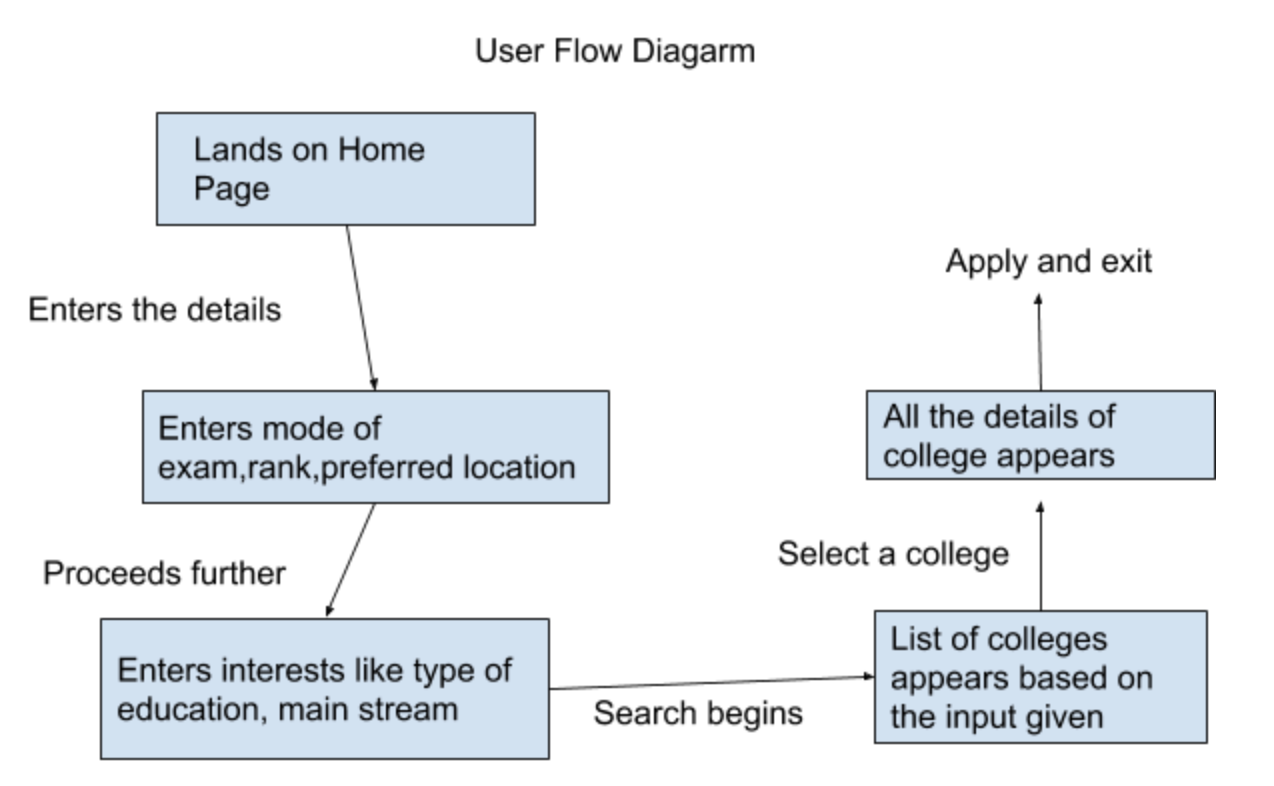 User Flow Diagarm
Lands on Home
Page
Enters the details
Enters mode of
exam,rank,preferred location
Proceeds further
Enters interests like type of
education, main stream
Search begins
List of colleges
appears based on
the input given
Select a college
All the details of
college appears
Apply and exit